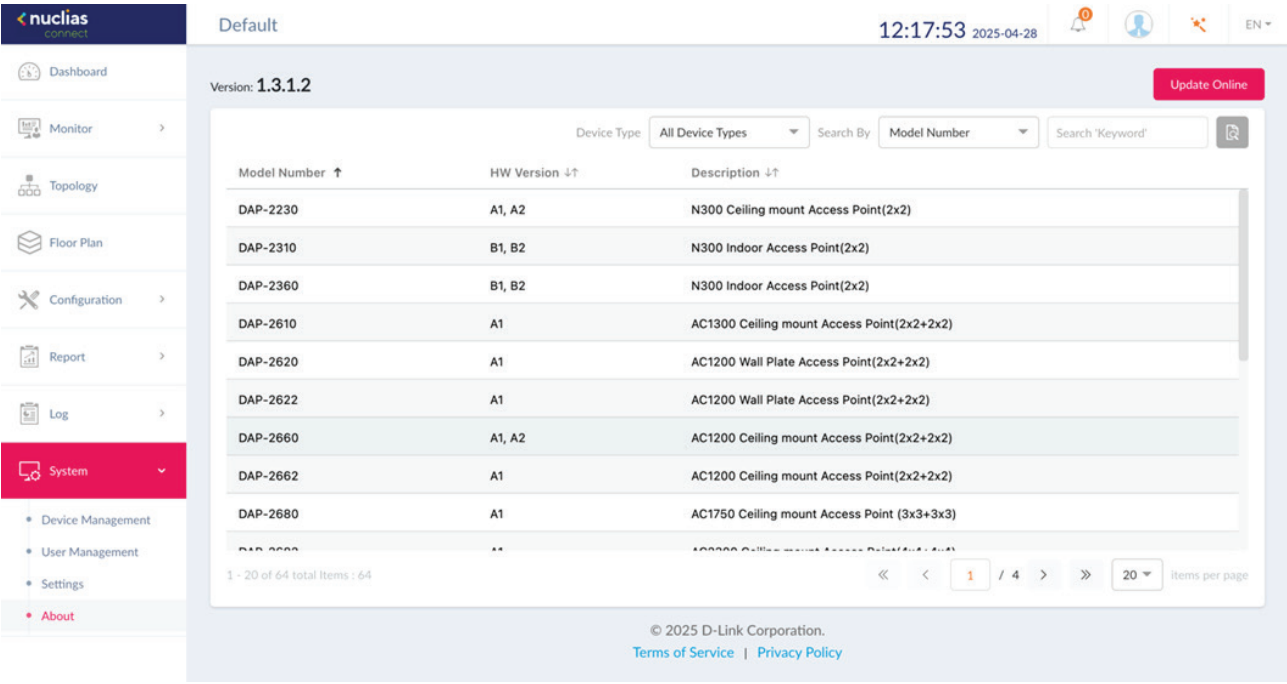 nuclias
connect
Default
12:17:53 2025-04-28
0
EN
Dashboard
Monitor
Topology
Floor Plan
Configuration
Report
Log
System
Device Management
User Management
Settings
About
Version: 1.3.1.2
Update Online
Device Type All Device Types Search By Model Number Search 'Keyword'
Model Number HW Version Description
DAP-2230 A1, A2 N300 Ceiling mount Access Point(2x2)
DAP-2310 B1, B2 N300 Indoor Access Point(2x2)
DAP-2360 B1, B2 N300 Indoor Access Point(2x2)
DAP-2610 A1 AC1300 Ceiling mount Access Point(2x2+2x2)
DAP-2620 A1 AC1200 Wall Plate Access Point(2x2+2x2)
DAP-2622 A1 AC1200 Wall Plate Access Point(2x2+2x2)
DAP-2660 A1, A2 AC1200 Ceiling mount Access Point(2x2+2x2)
DAP-2662 A1 AC1200 Ceiling mount Access Point(2x2+2x2)
DAP-2680 A1 AC1750 Ceiling mount Access Point (3x3+3x3)
1 - 20 of 64 total Items : 64
1 / 4 20 items per page
© 2025 D-Link Corporation.
Terms of Service | Privacy Policy